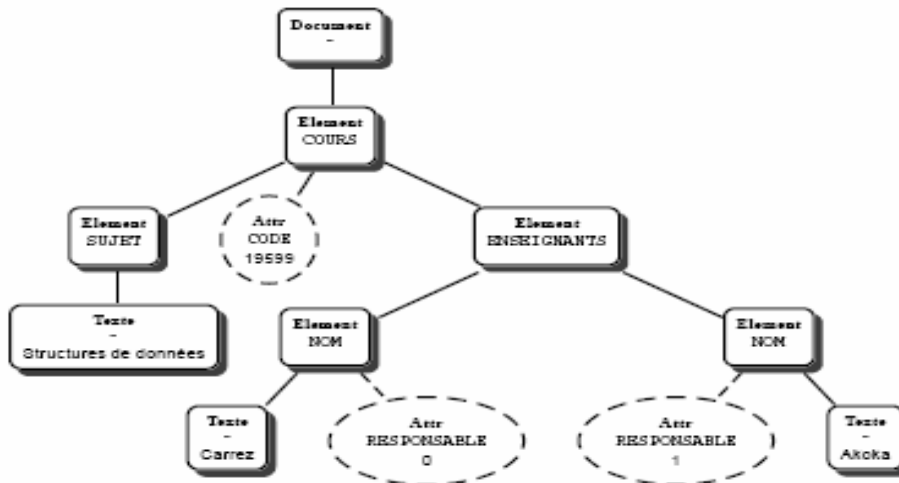 Document
-
Element
COURS
Element
SUJET
Attr
CODE
19599
Element
ENSEIGNANTS
Texte
-
Structures de données
Element
NOM
Element
NOM
Texte
-
Carrez
Attr
RESPONSABLE
0
Attr
RESPONSABLE
1
Texte
-
Akoka